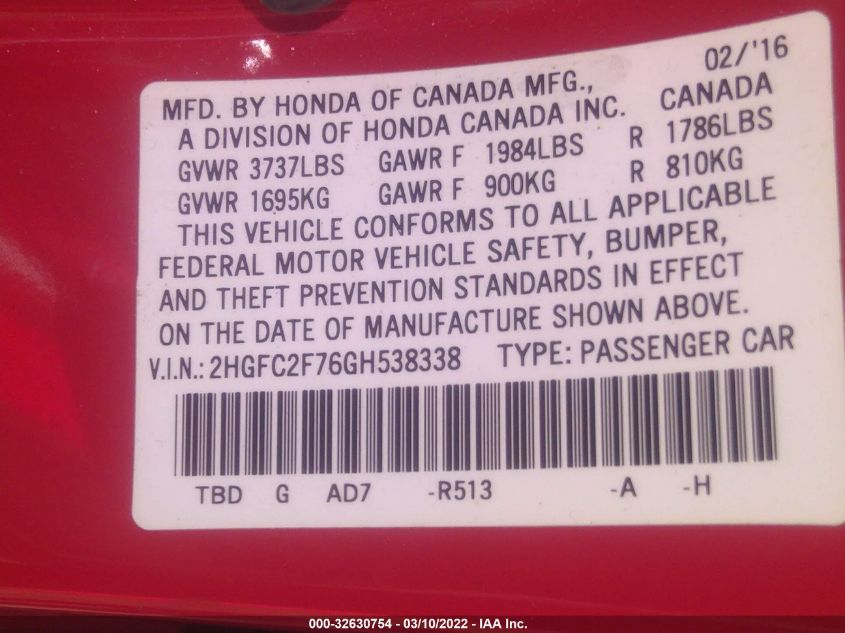 02/'16
MFD. BY HONDA OF CANADA MFG.,
A DIVISION OF HONDA CANADA INC. CANADA
GVWR 3737LBS GAWR F 1984LBS R 1786LBS
GVWR 1695KG GAWR F 900KG R 810KG
THIS VEHICLE CONFORMS TO ALL APPLICABLE
FEDERAL MOTOR VEHICLE SAFETY, BUMPER,
AND THEFT PREVENTION STANDARDS IN EFFECT
ON THE DATE OF MANUFACTURE SHOWN ABOVE.
V.I.N.: 2HGFC2F76GH538338 TYPE: PASSENGER CAR
TBD G AD7 -R513 -A -H
000-32630754 - 03/10/2022 - IAA Inc.